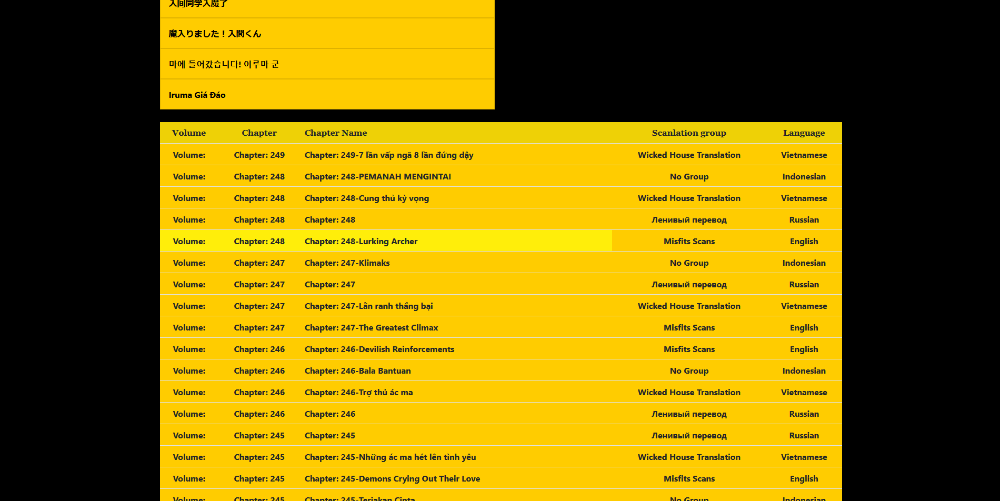 入间同学入魔了
魔入りました！入間くん
마에 들어갔습니다! 이루마 군
Iruma Giá Đáo
Volume Chapter Chapter Name Scanlation group Language
Volume: Chapter: 249 Chapter: 249-7 lần vấp ngã 8 lần đứng dậy Wicked House Translation Vietnamese
Volume: Chapter: 248 Chapter: 248-PEMANAH MENGINTAI No Group Indonesian
Volume: Chapter: 248 Chapter: 248-Cung thủ kỳ vọng Wicked House Translation Vietnamese
Volume: Chapter: 248 Chapter: 248 Ленивый перевод Russian
Volume: Chapter: 248 Chapter: 248-Lurking Archer Misfits Scans English
Volume: Chapter: 247 Chapter: 247-Klimaks No Group Indonesian
Volume: Chapter: 247 Chapter: 247 Ленивый перевод Russian
Volume: Chapter: 247 Chapter: 247-Lằn ranh thắng bại Wicked House Translation Vietnamese
Volume: Chapter: 247 Chapter: 247-The Greatest Climax Misfits Scans English
Volume: Chapter: 246 Chapter: 246-Devilish Reinforcements Misfits Scans English
Volume: Chapter: 246 Chapter: 246-Bala Bantuan No Group Indonesian
Volume: Chapter: 246 Chapter: 246-Trợ thủ ác ma Wicked House Translation Vietnamese
Volume: Chapter: 246 Chapter: 246 Ленивый перевод Russian
Volume: Chapter: 245 Chapter: 245 Ленивый перевод Russian
Volume: Chapter: 245 Chapter: 245-Những ác ma hét lên tình yêu Wicked House Translation Vietnamese
Volume: Chapter: 245 Chapter: 245-Demons Crying Out Their Love Misfits Scans English
Volume: Chapter: 245 Chapter: 245-Teriakan Cinta No Group Indonesian